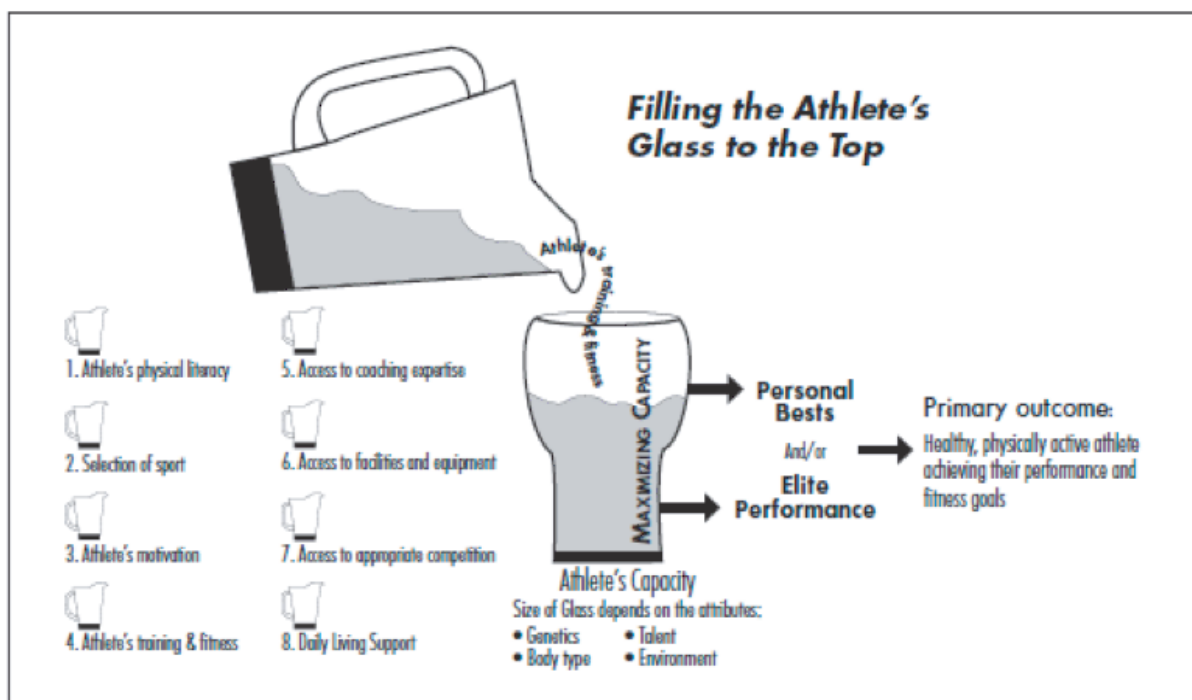 Filling the Athlete's
Glass to the Top
Athlete's training & fitness
1. Athlete's physical literacy
2. Selection of sport
3. Athlete's motivation
4. Athlete's training & fitness
5. Access to coaching expertise
6. Access to facilities and equipment
7. Access to appropriate competition
8. Daily Living Support
MAXIMIZING CAPACITY
Athlete's Capacity
Size of Glass depends on the attributes:
• Genetics
• Body type
• Talent
• Environment
Personal
Bests
And/or
Elite
Performance
Primary outcome:
Healthy, physically active athlete
achieving their performance and
fitness goals